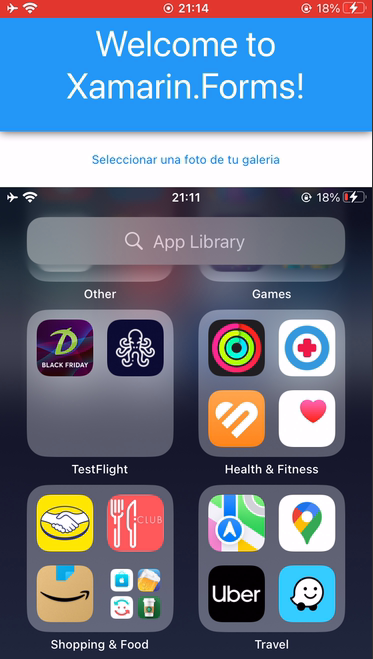 21:14
18%
Welcome to
Xamarin.Forms!
Seleccionar una foto de tu galeria
21:11
18%
App Library
Other
Games
BLACK FRIDAY
TestFlight
Health & Fitness
CLUB
Uber
Shopping & Food
Travel